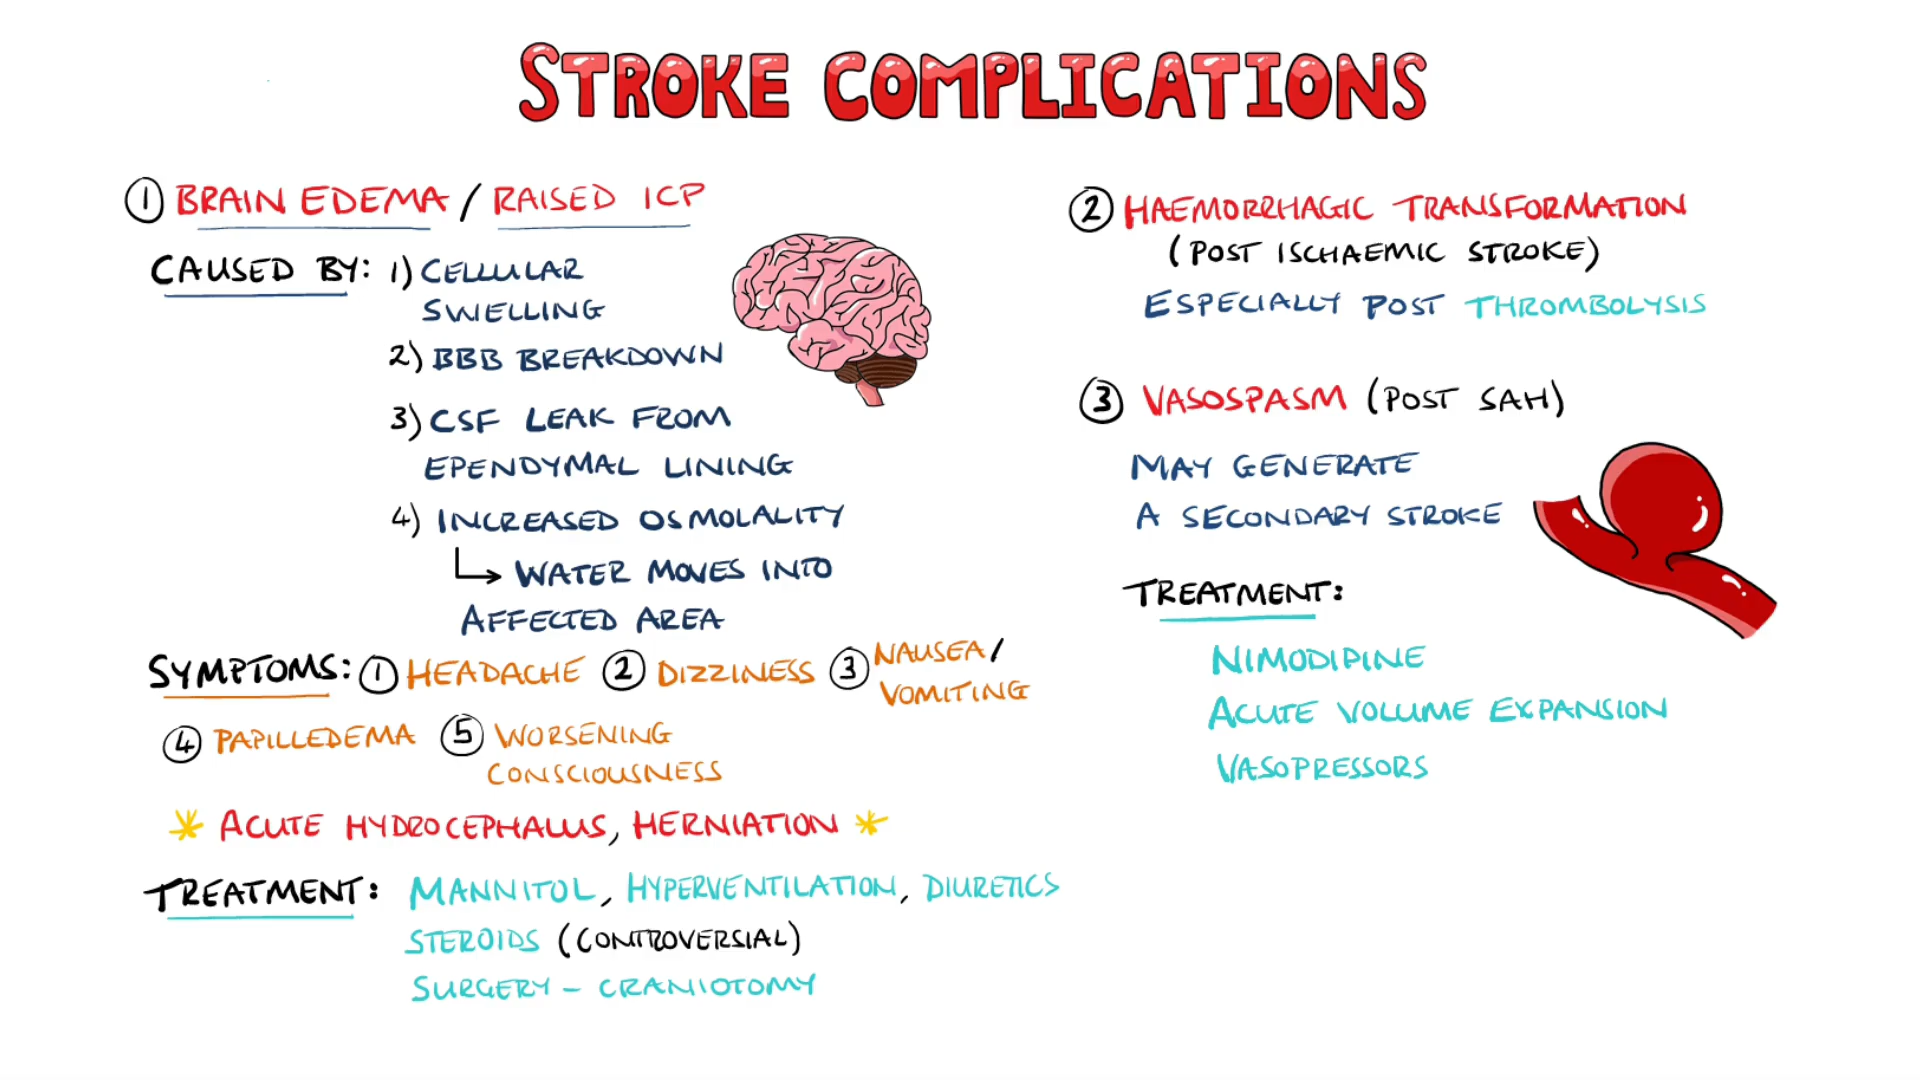 STROKE COMPLICATIONS
① BRAIN EDEMA / RAISED ICP
CAUSED BY: 1) CELLULAR
SWELLING
2) BBB BREAKDOWN
3) CSF LEAK FROM
EPENDYMAL LINING
4) INCREASED OSMOLALITY
↳ WATER MOVES INTO
AFFECTED AREA
SYMPTOMS: ① HEADACHE ② DIZZINESS ③ NAUSEA/
VOMITING
④ PAPILLEDEMA ⑤ WORSENING
CONSCIOUSNESS
* ACUTE HYDROCEPHALUS, HERNIATION *
TREATMENT: MANNITOL, HYPERVENTILATION, DIURETICS
STEROIDS (CONTROVERSIAL)
SURGERY - CRANIOTOMY
② HAEMORRHAGIC TRANSFORMATION
(POST ISCHAEMIC STROKE)
ESPECIALLY POST THROMBOLYSIS
③ VASOSPASM (POST SAH)
MAY GENERATE
A SECONDARY STROKE
TREATMENT:
NIMODIPINE
ACUTE VOLUME EXPANSION
VASOPRESSORS